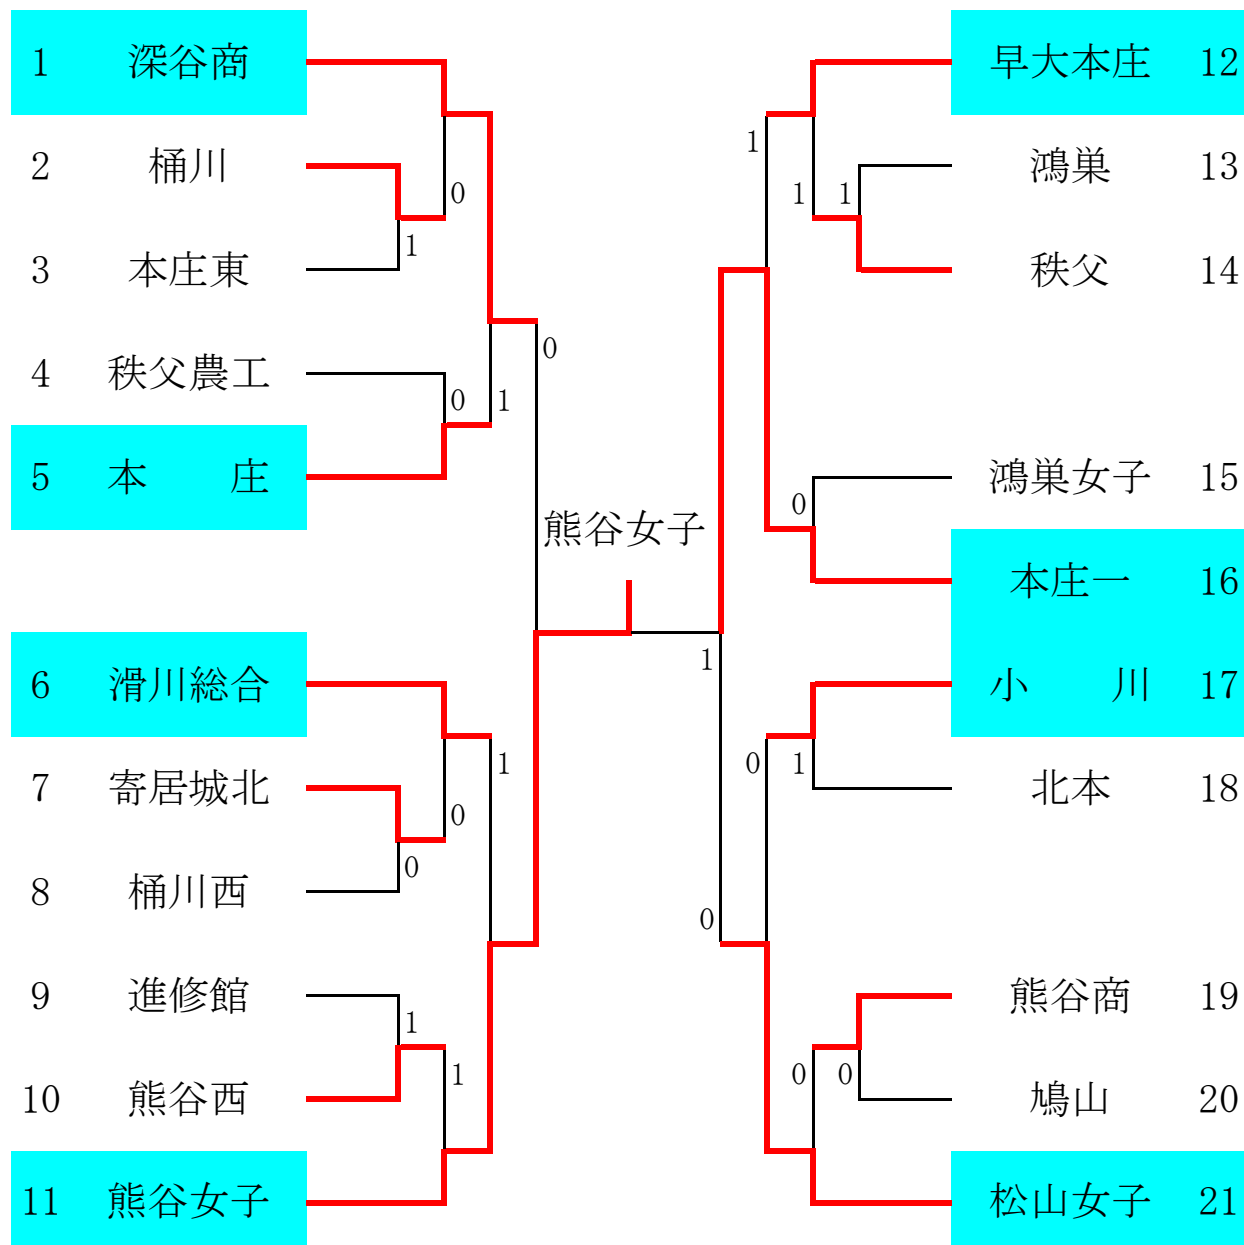 1 深谷商
2 桶川
0
1
3 本庄東
4 秩父農工
0
0 1
5 本 庄
熊谷女子
6 滑川総合
1
7 寄居城北
0
0
8 桶川西
9 進修館
1
1
10 熊谷西
11 熊谷女子
早大本庄 12
1
鴻巣 13
1 1
秩父 14
鴻巣女子 15
0
本庄一 16
1
小 川 17
0 1
北本 18
0
熊谷商 19
0 0
鳩山 20
松山女子 21